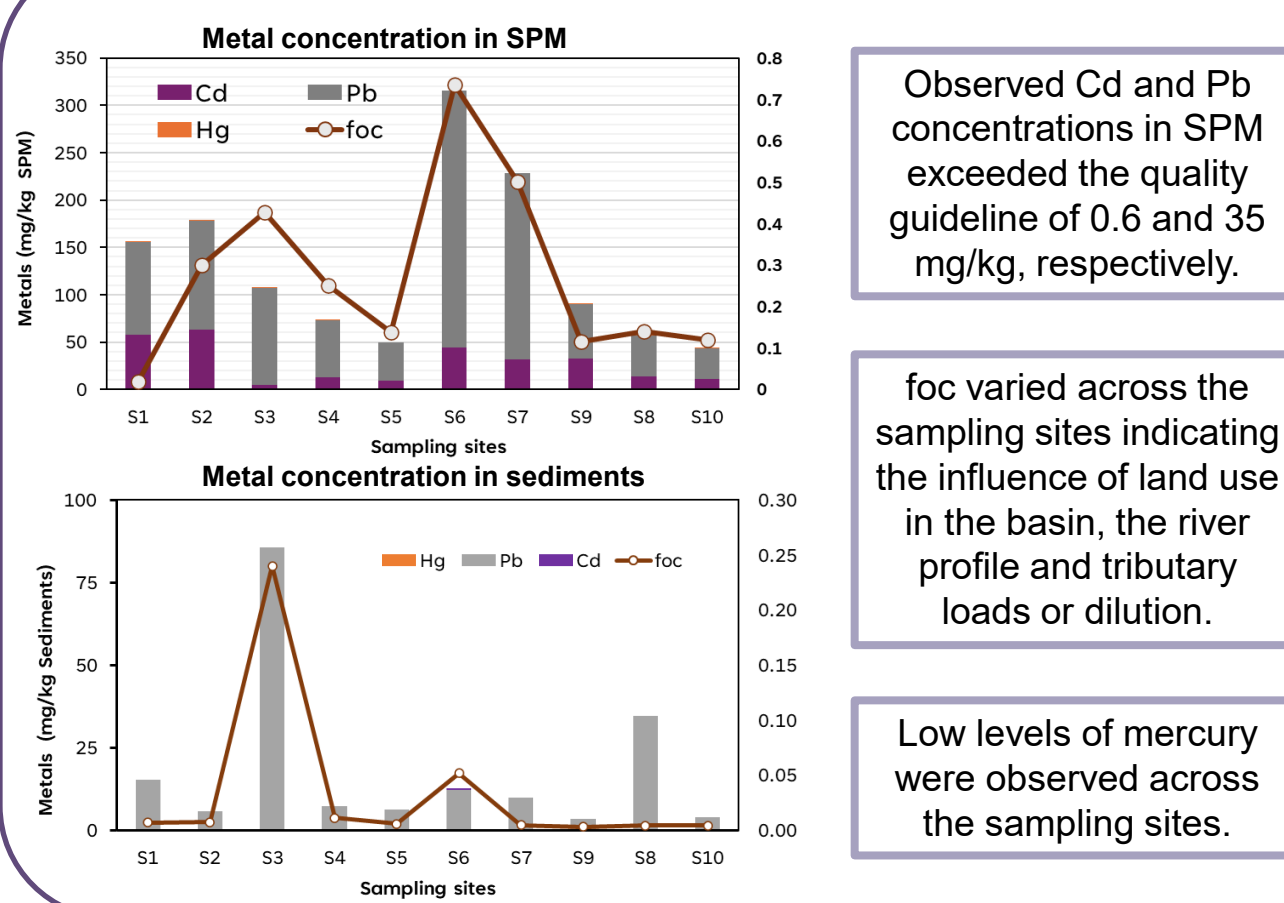 Metal concentration in SPM
350
300
250
200
150
100
50
0
Metals (mg/kg SPM)
Cd
Pb
Hg
foc
0.8
0.7
0.6
0.5
0.4
0.3
0.2
0.1
0
S1 S2 S3 S4 S5 S6 S7 S9 S8 S10
Sampling sites
Metal concentration in sediments
100
75
50
25
0
Metals (mg/kg Sediments)
Hg Pb Cd foc
0.30
0.25
0.20
0.15
0.10
0.05
0.00
S1 S2 S3 S4 S5 S6 S7 S9 S8 S10
Sampling sites
Observed Cd and Pb
concentrations in SPM
exceeded the quality
guideline of 0.6 and 35
mg/kg, respectively.
foc varied across the
sampling sites indicating
the influence of land use
in the basin, the river
profile and tributary
loads or dilution.
Low levels of mercury
were observed across
the sampling sites.